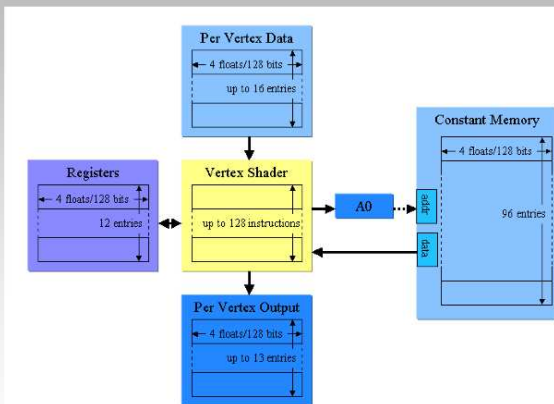 Per Vertex Data
4 floats/128 bits
up to 16 entries
Registers
4 floats/128 bits
12 entries
Vertex Shader
up to 128 instructions
A0
Constant Memory
4 floats/128 bits
addr
96 entries
data
Per Vertex Output
4 floats/128 bits
up to 13 entries